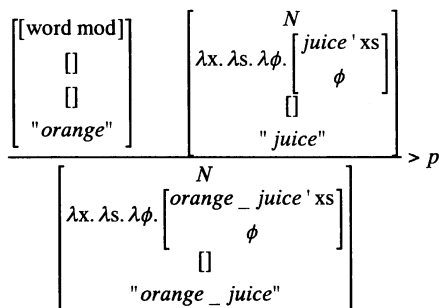 [word mod]
[]
[]
"orange"
N
λx. λs. λϕ. [juice ' xs
ϕ]
[]
" juice"
> p
N
λx. λs. λϕ. [orange _ juice ' xs
ϕ]
[]
"orange _ juice"